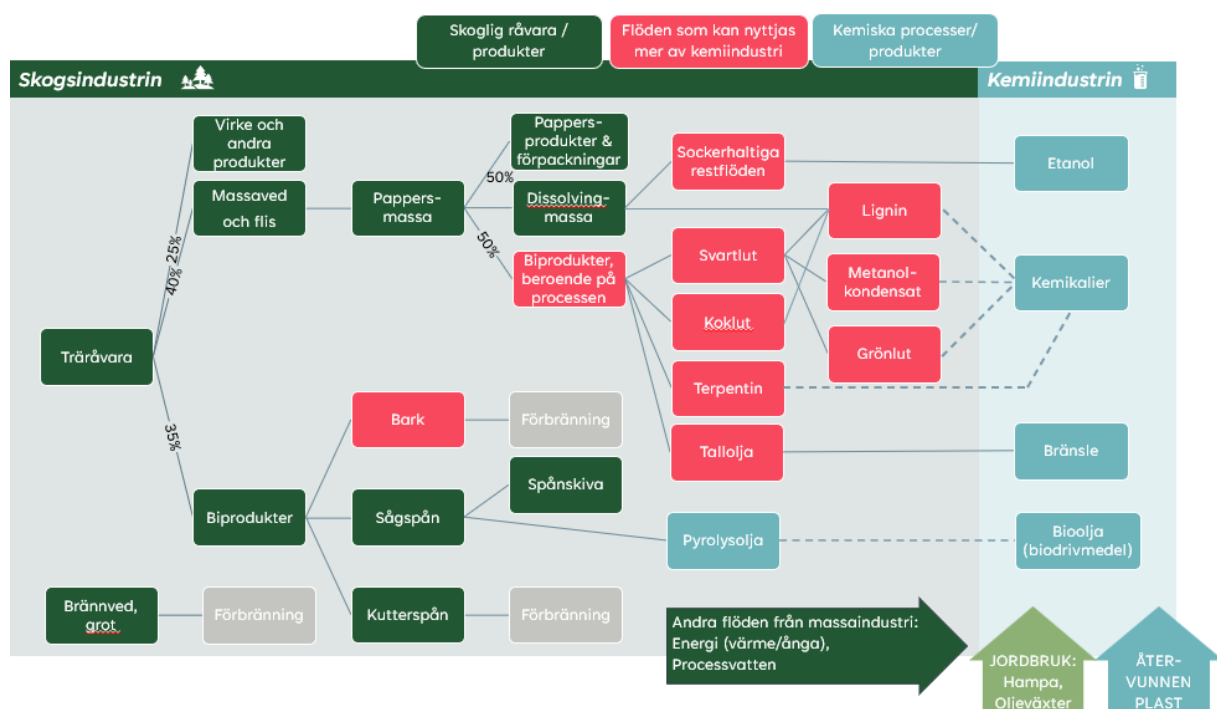 Skoglig råvara /
produkter
Flöden som kan nyttjas
mer av kemiindustri
Kemiska processer/
produkter
Skogsindustrin
Kemiindustrin
Virke och
andra
produkter
Massaved
och flis
Pappers-
massa
Pappers-
produkter &
förpackningar
50%
Dissolving-
massa
50%
Biprodukter,
beroende på
processen
Sockerhaltiga
restflöden
Etanol
Lignin
Svartlut
Metanol-
kondensat
Kemikalier
Koklut
Grönlut
Terpentin
Tallolja
Bränsle
25%
40%
Träråvara
35%
Bark
Förbränning
Spånskiva
Biprodukter
Sågspån
Pyrolysolja
Bioolja
(biodrivmedel)
Brännved,
grot
Förbränning
Kutterspån
Förbränning
Andra flöden från massaindustri:
Energi (värme/ånga),
Processvatten
JORDBRUK:
Hampa,
Oljeväxter
ÅTER-
VUNNEN
PLAST